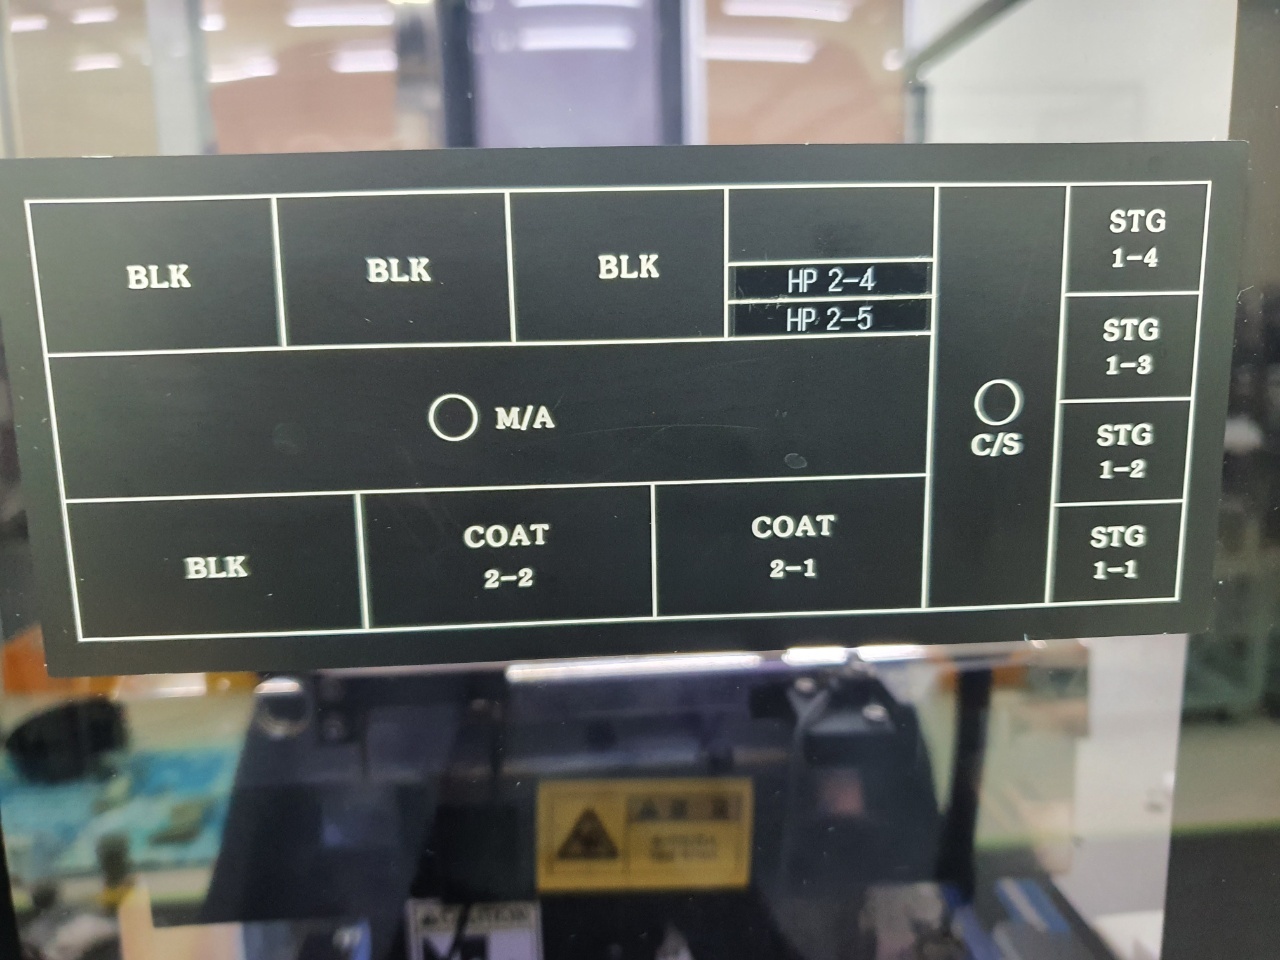 BLK
BLK
BLK
HP 2-4
HP 2-5
M/A
C/S
STG
1-4
STG
1-3
STG
1-2
STG
1-1
BLK
COAT
2-2
COAT
2-1
CAUTION